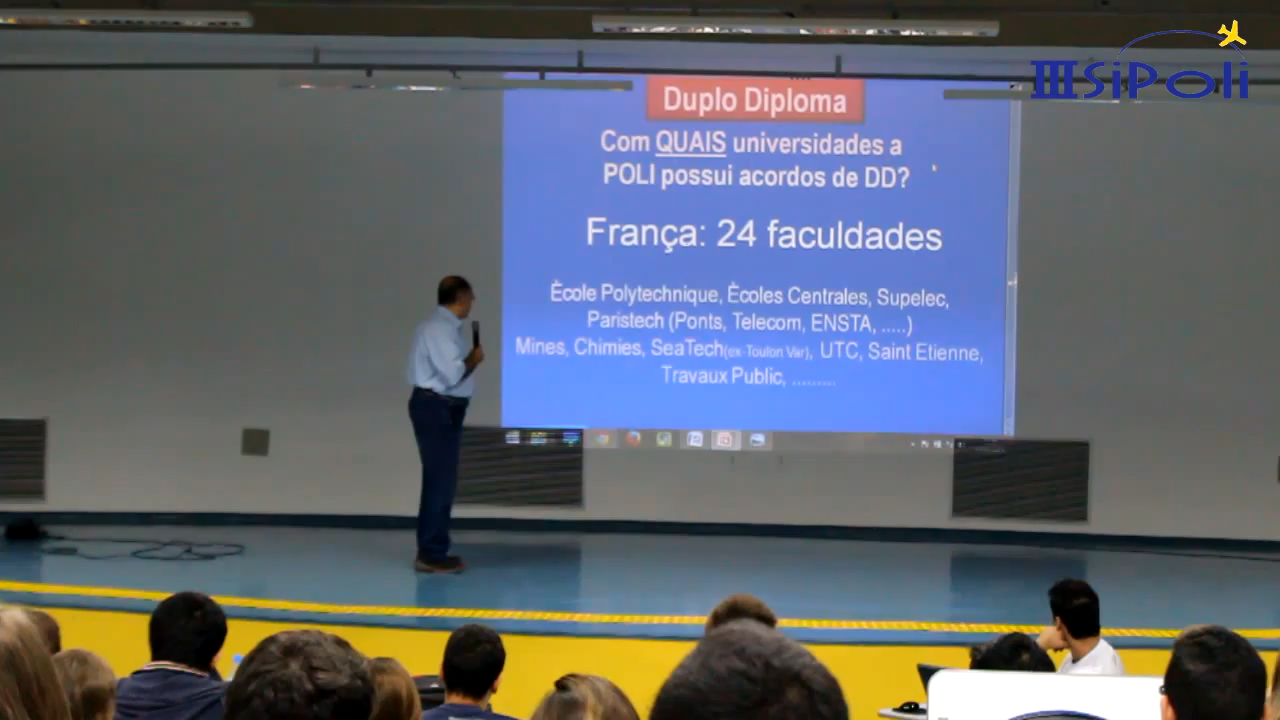 IIISiPoli
Duplo Diploma
Com QUAIS universidades a
POLI possui acordos de DD?
França: 24 faculdades
Ècole Polytechnique, Ècoles Centrales, Supelec,
Paristech (Ponts, Telecom, ENSTA, .....)
Mines, Chimies, SeaTech(ex-Toulon Var), UTC, Saint Etienne,
Travaux Public, .........